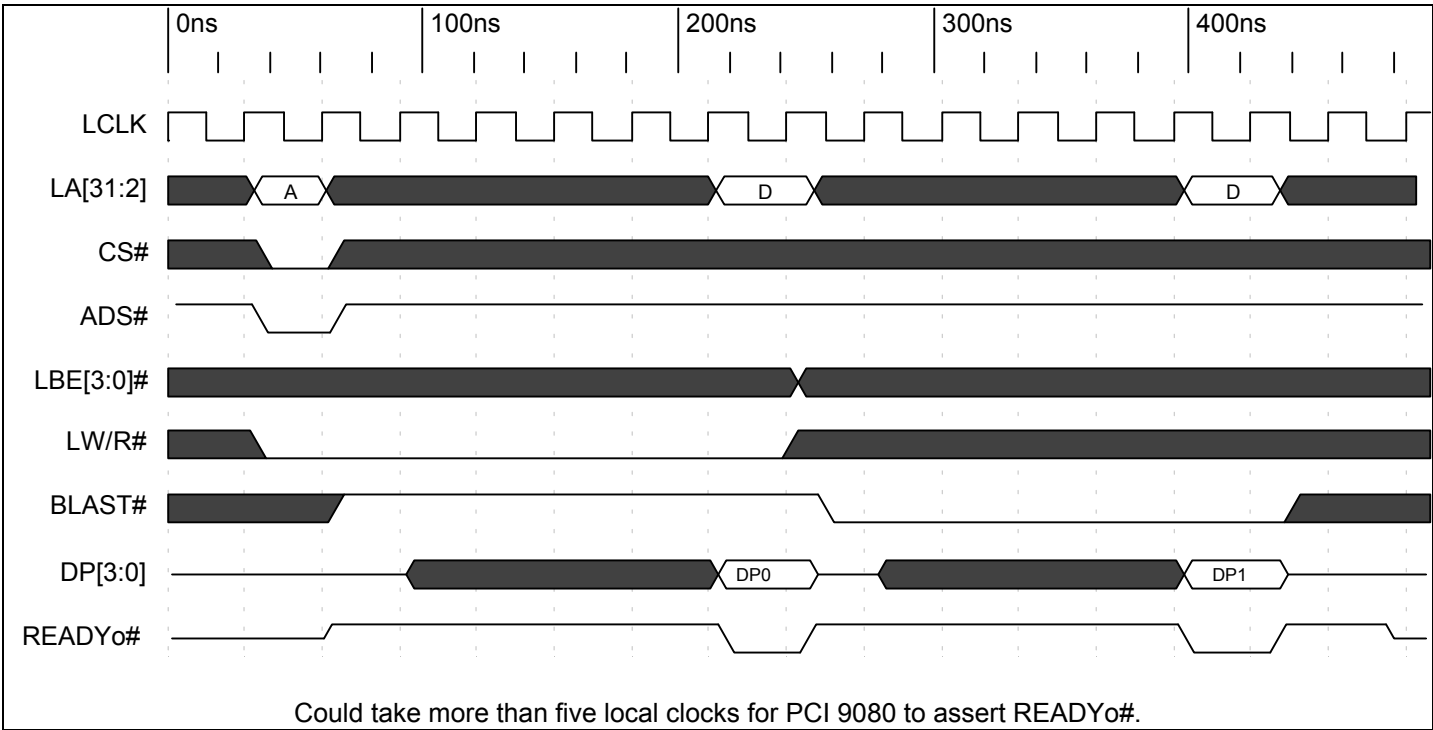 0ns 100ns 200ns 300ns 400ns
LCLK
LA[31:2] A D D
CS#
ADS#
LBE[3:0]#
LW/R#
BLAST#
DP[3:0] DP0 DP1
READYo#
Could take more than five local clocks for PCI 9080 to assert READYo#.